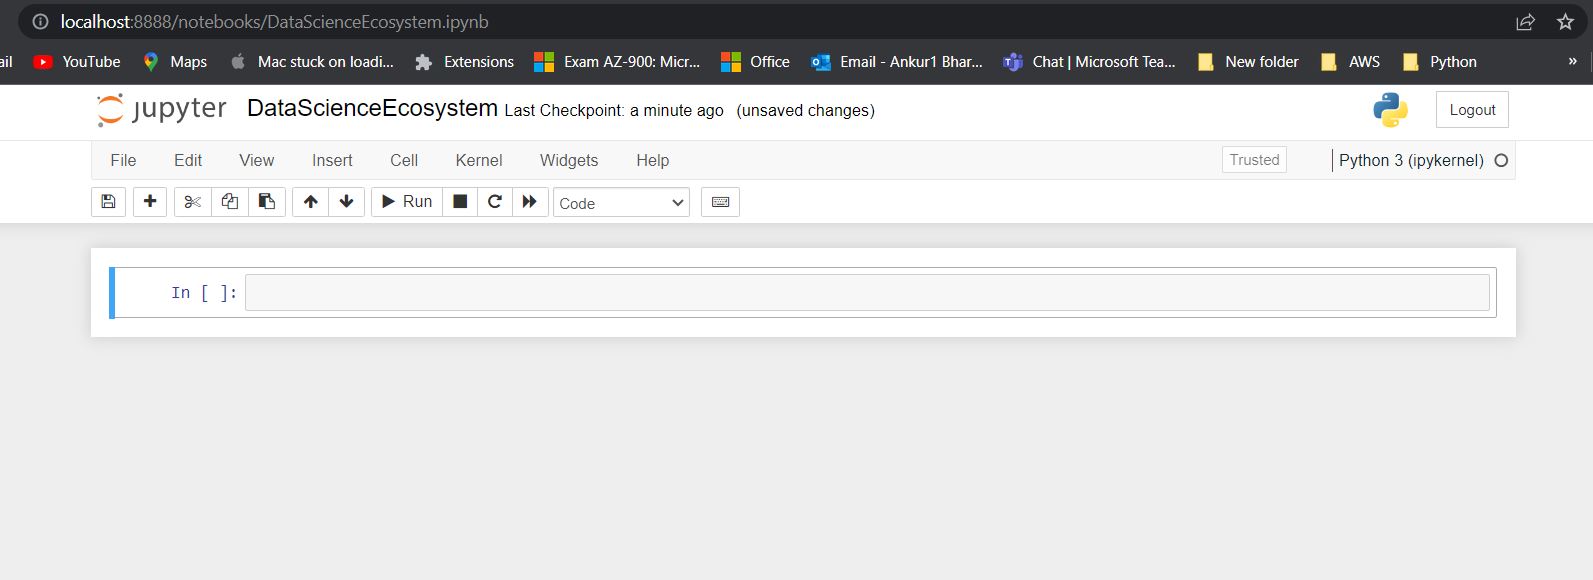 localhost:8888/notebooks/DataScienceEcosystem.ipynb
ail YouTube Maps Mac stuck on loadi... Extensions Exam AZ-900: Micr... Office Email - Ankur1 Bhar... Chat | Microsoft Tea... New folder AWS Python »
jupyter DataScienceEcosystem Last Checkpoint: a minute ago (unsaved changes) Logout
File Edit View Insert Cell Kernel Widgets Help Trusted Python 3 (ipykernel)
Run Code
In [ ]: